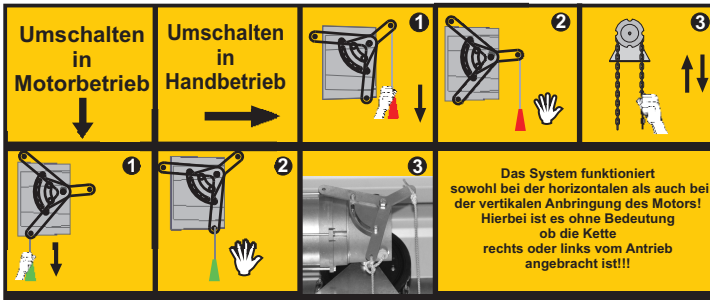 Umschalten
in
Motorbetrieb
Umschalten
in
Handbetrieb
1
2
3
1
2
3
Das System funktioniert
sowohl bei der horizontalen als auch bei
der vertikalen Anbringung des Motors!
Hierbei ist es ohne Bedeutung
ob die Kette
rechts oder links vom Antrieb
angebracht ist!!!